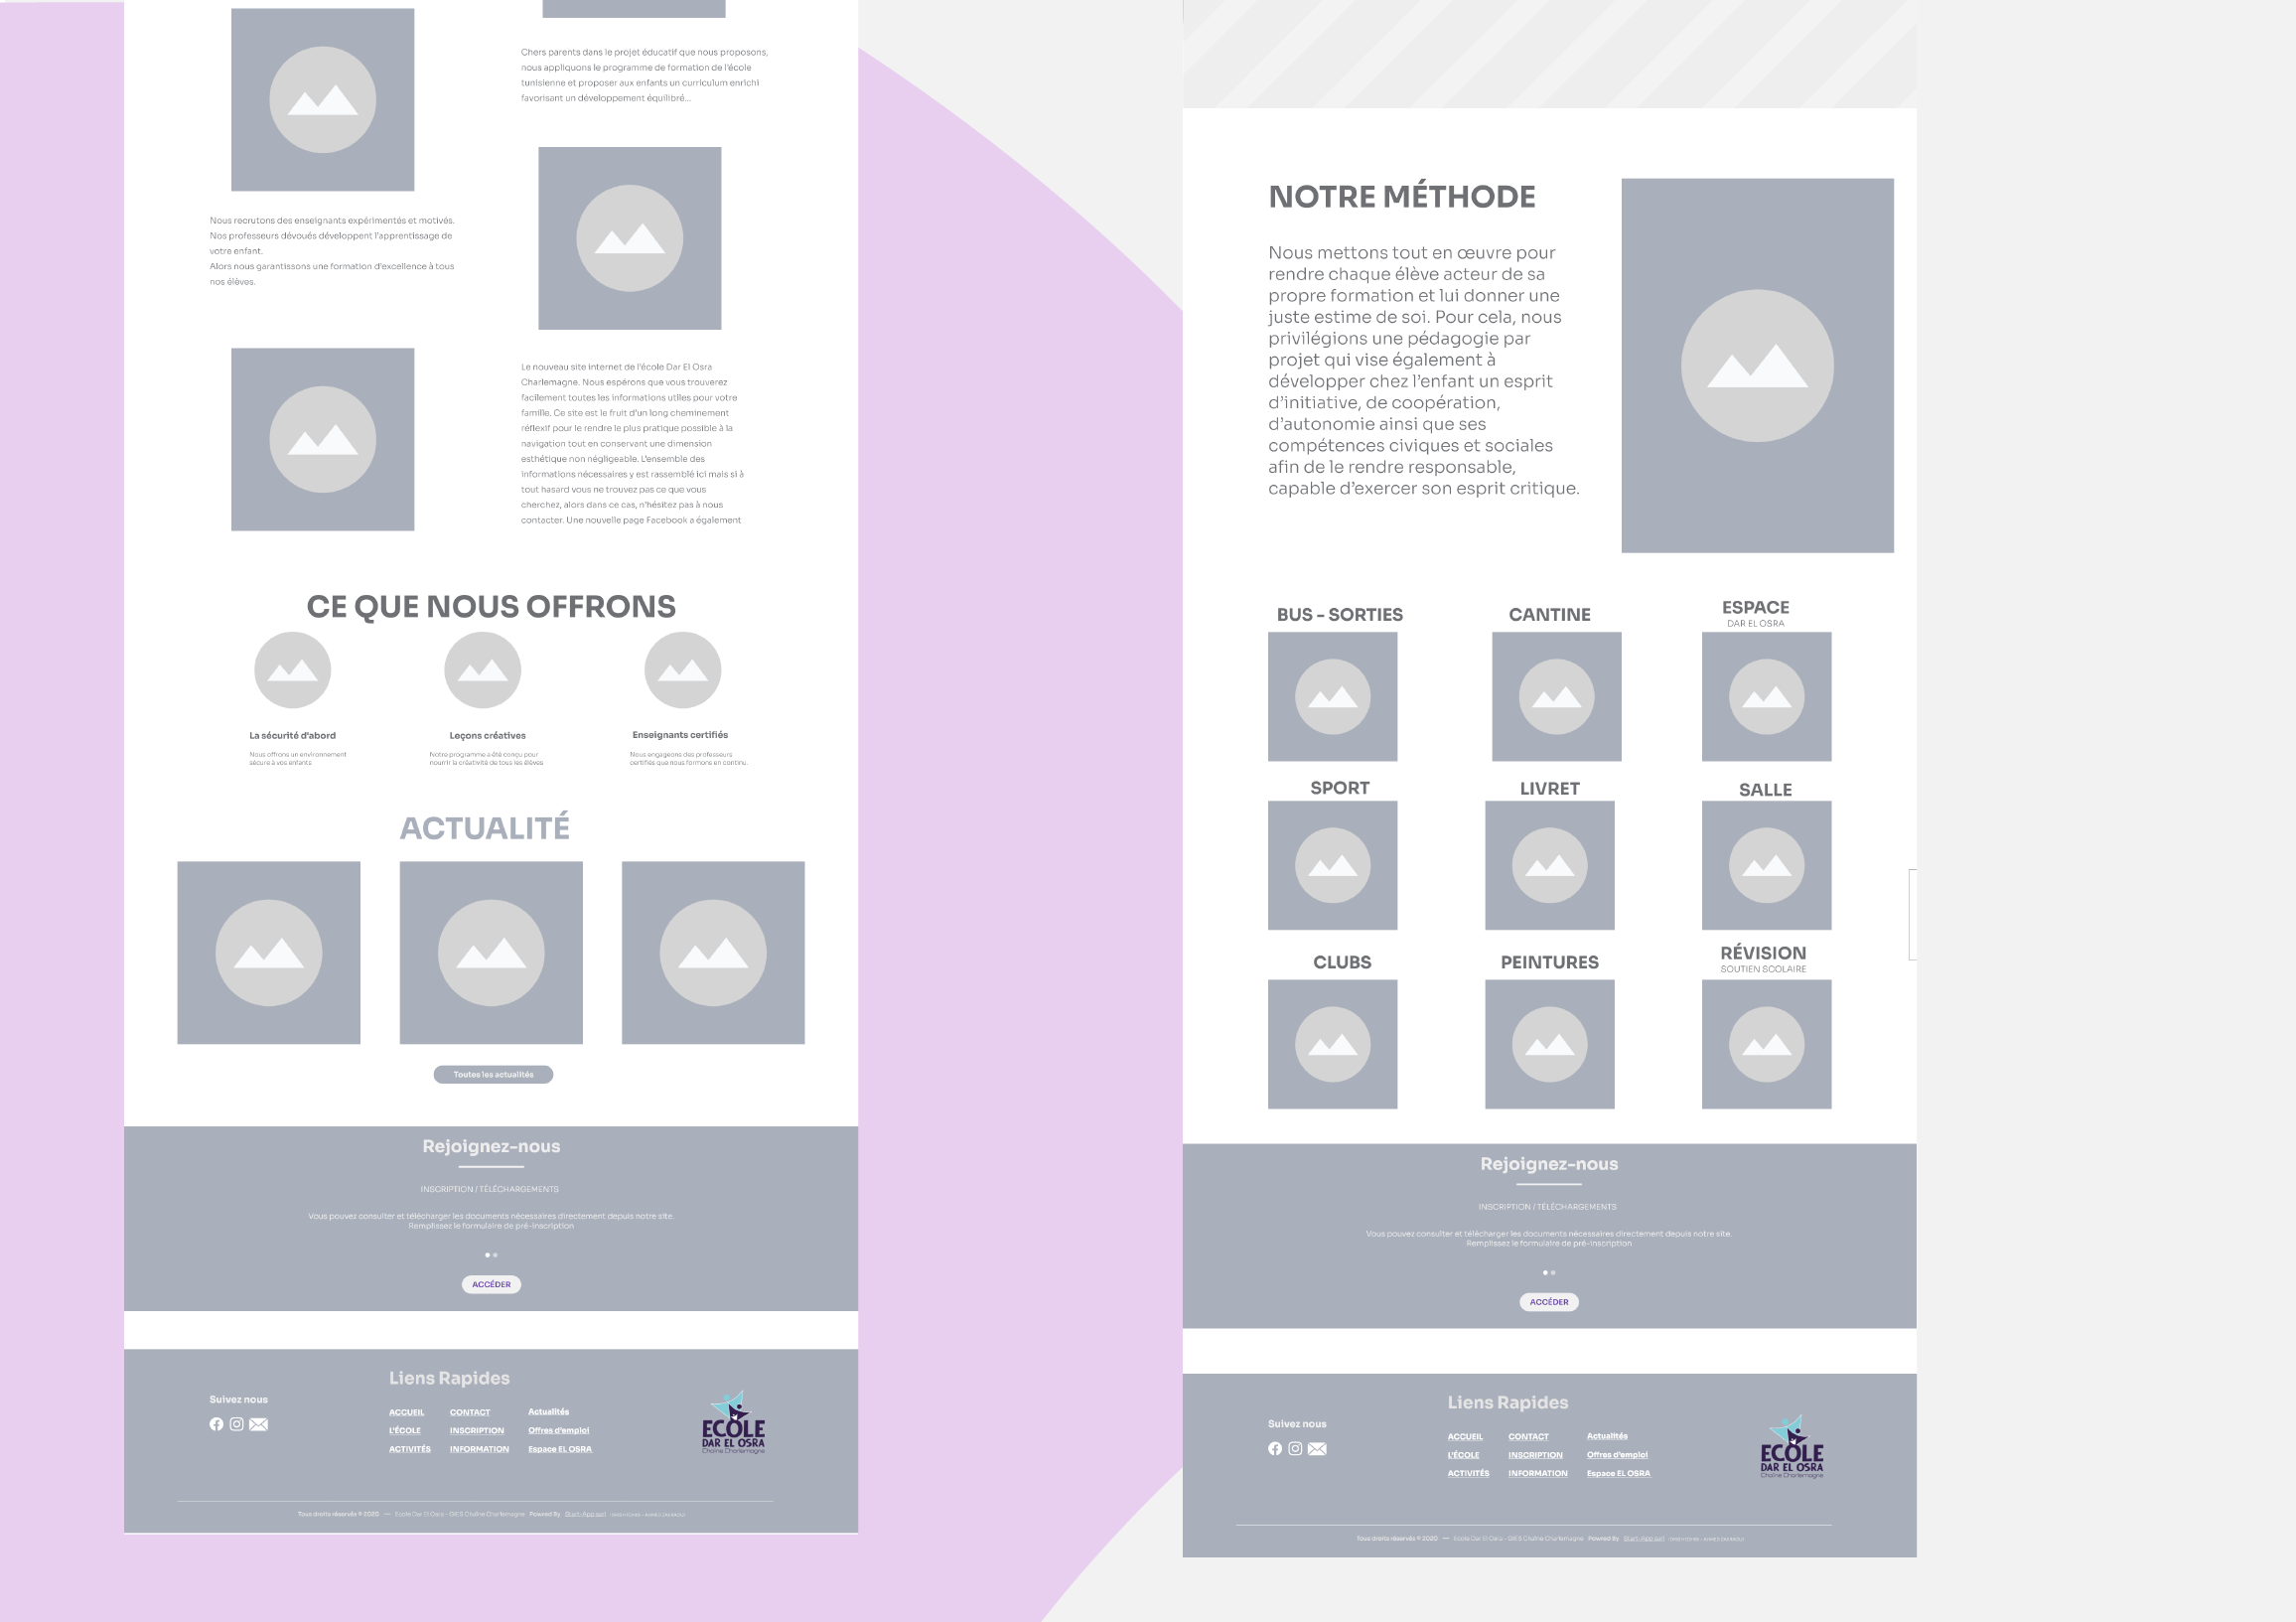 Chers parents dans le projet éducatif que nous proposons,
nous appliquons le programme de formation de l'école
tunisienne et proposer aux enfants un curriculum enrichi
favorisant un développement équilibré...
Nous recrutons des enseignants expérimentés et motivés.
Nos professeurs dévoués développent l'apprentissage de
votre enfant.
Alors nous garantissons une formation d'excellence à tous
nos élèves.
Le nouveau site Internet de l'école Dar El Osra
Charlemagne. Nous espérons que vous trouverez
facilement toutes les informations utiles pour votre
famille. Ce site est le fruit d'un long cheminement
réflexif pour le rendre le plus pratique possible à la
navigation tout en conservant une dimension
esthétique non négligeable. L'ensemble des
informations nécessaires y est rassemblé ici mais si à
tout hasard vous ne trouvez pas ce que vous
cherchez, alors dans ce cas, n'hésitez pas à nous
contacter. Une nouvelle page Facebook a également
CE QUE NOUS OFFRONS
La sécurité d'abord
Nous offrons un environnement
sécure à vos enfants
Leçons créatives
Notre programme a été conçu pour
nourrir la créativité de tous les élèves
Enseignants certifiés
Nous engageons des professeurs
certifiés que nous formons en continu.
ACTUALITÉ
Toutes les actualités
Rejoignez-nous
INSCRIPTION / TÉLÉCHARGEMENTS
Vous pouvez consulter et télécharger les documents nécessaires directement depuis notre site.
Remplissez le formulaire de pré-inscription
ACCÉDER
Suivez nous
Liens Rapides
ACCUEIL CONTACT Actualités
L'ÉCOLE INSCRIPTION Offres d'emploi
ACTIVITÉS INFORMATION Espace EL OSRA
ECOLE
DAR EL OSRA
Chaîne Charlemagne
Tous droits réservés © 2020 — Ecole Dar El Osra - GIES Chaîne Charlemagne Powred By Start-App sarl
NOTRE MÉTHODE
Nous mettons tout en œuvre pour
rendre chaque élève acteur de sa
propre formation et lui donner une
juste estime de soi. Pour cela, nous
privilégions une pédagogie par
projet qui vise également à
développer chez l'enfant un esprit
d'initiative, de coopération,
d'autonomie ainsi que ses
compétences civiques et sociales
afin de le rendre responsable,
capable d'exercer son esprit critique.
BUS - SORTIES
CANTINE
ESPACE
DAR EL OSRA
SPORT
LIVRET
SALLE
CLUBS
PEINTURES
RÉVISION
SOUTIEN SCOLAIRE
Rejoignez-nous
INSCRIPTION / TÉLÉCHARGEMENTS
Vous pouvez consulter et télécharger les documents nécessaires directement depuis notre site.
Remplissez le formulaire de pré-inscription
ACCÉDER
Suivez nous
Liens Rapides
ACCUEIL CONTACT Actualités
L'ÉCOLE INSCRIPTION Offres d'emploi
ACTIVITÉS INFORMATION Espace EL OSRA
ECOLE
DAR EL OSRA
Chaîne Charlemagne
Tous droits réservés © 2020 — Ecole Dar El Osra - GIES Chaîne Charlemagne Powred By Start-App sarl